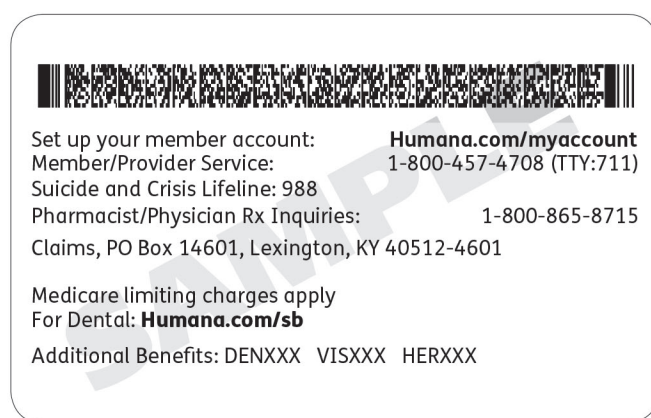 Set up your member account: Humana.com/myaccount
Member/Provider Service: 1-800-457-4708 (TTY:711)
Suicide and Crisis Lifeline: 988
Pharmacist/Physician Rx Inquiries: 1-800-865-8715
Claims, PO Box 14601, Lexington, KY 40512-4601
Medicare limiting charges apply
For Dental: Humana.com/sb
Additional Benefits: DENXXX VISXXX HERXXX
SAMPLE